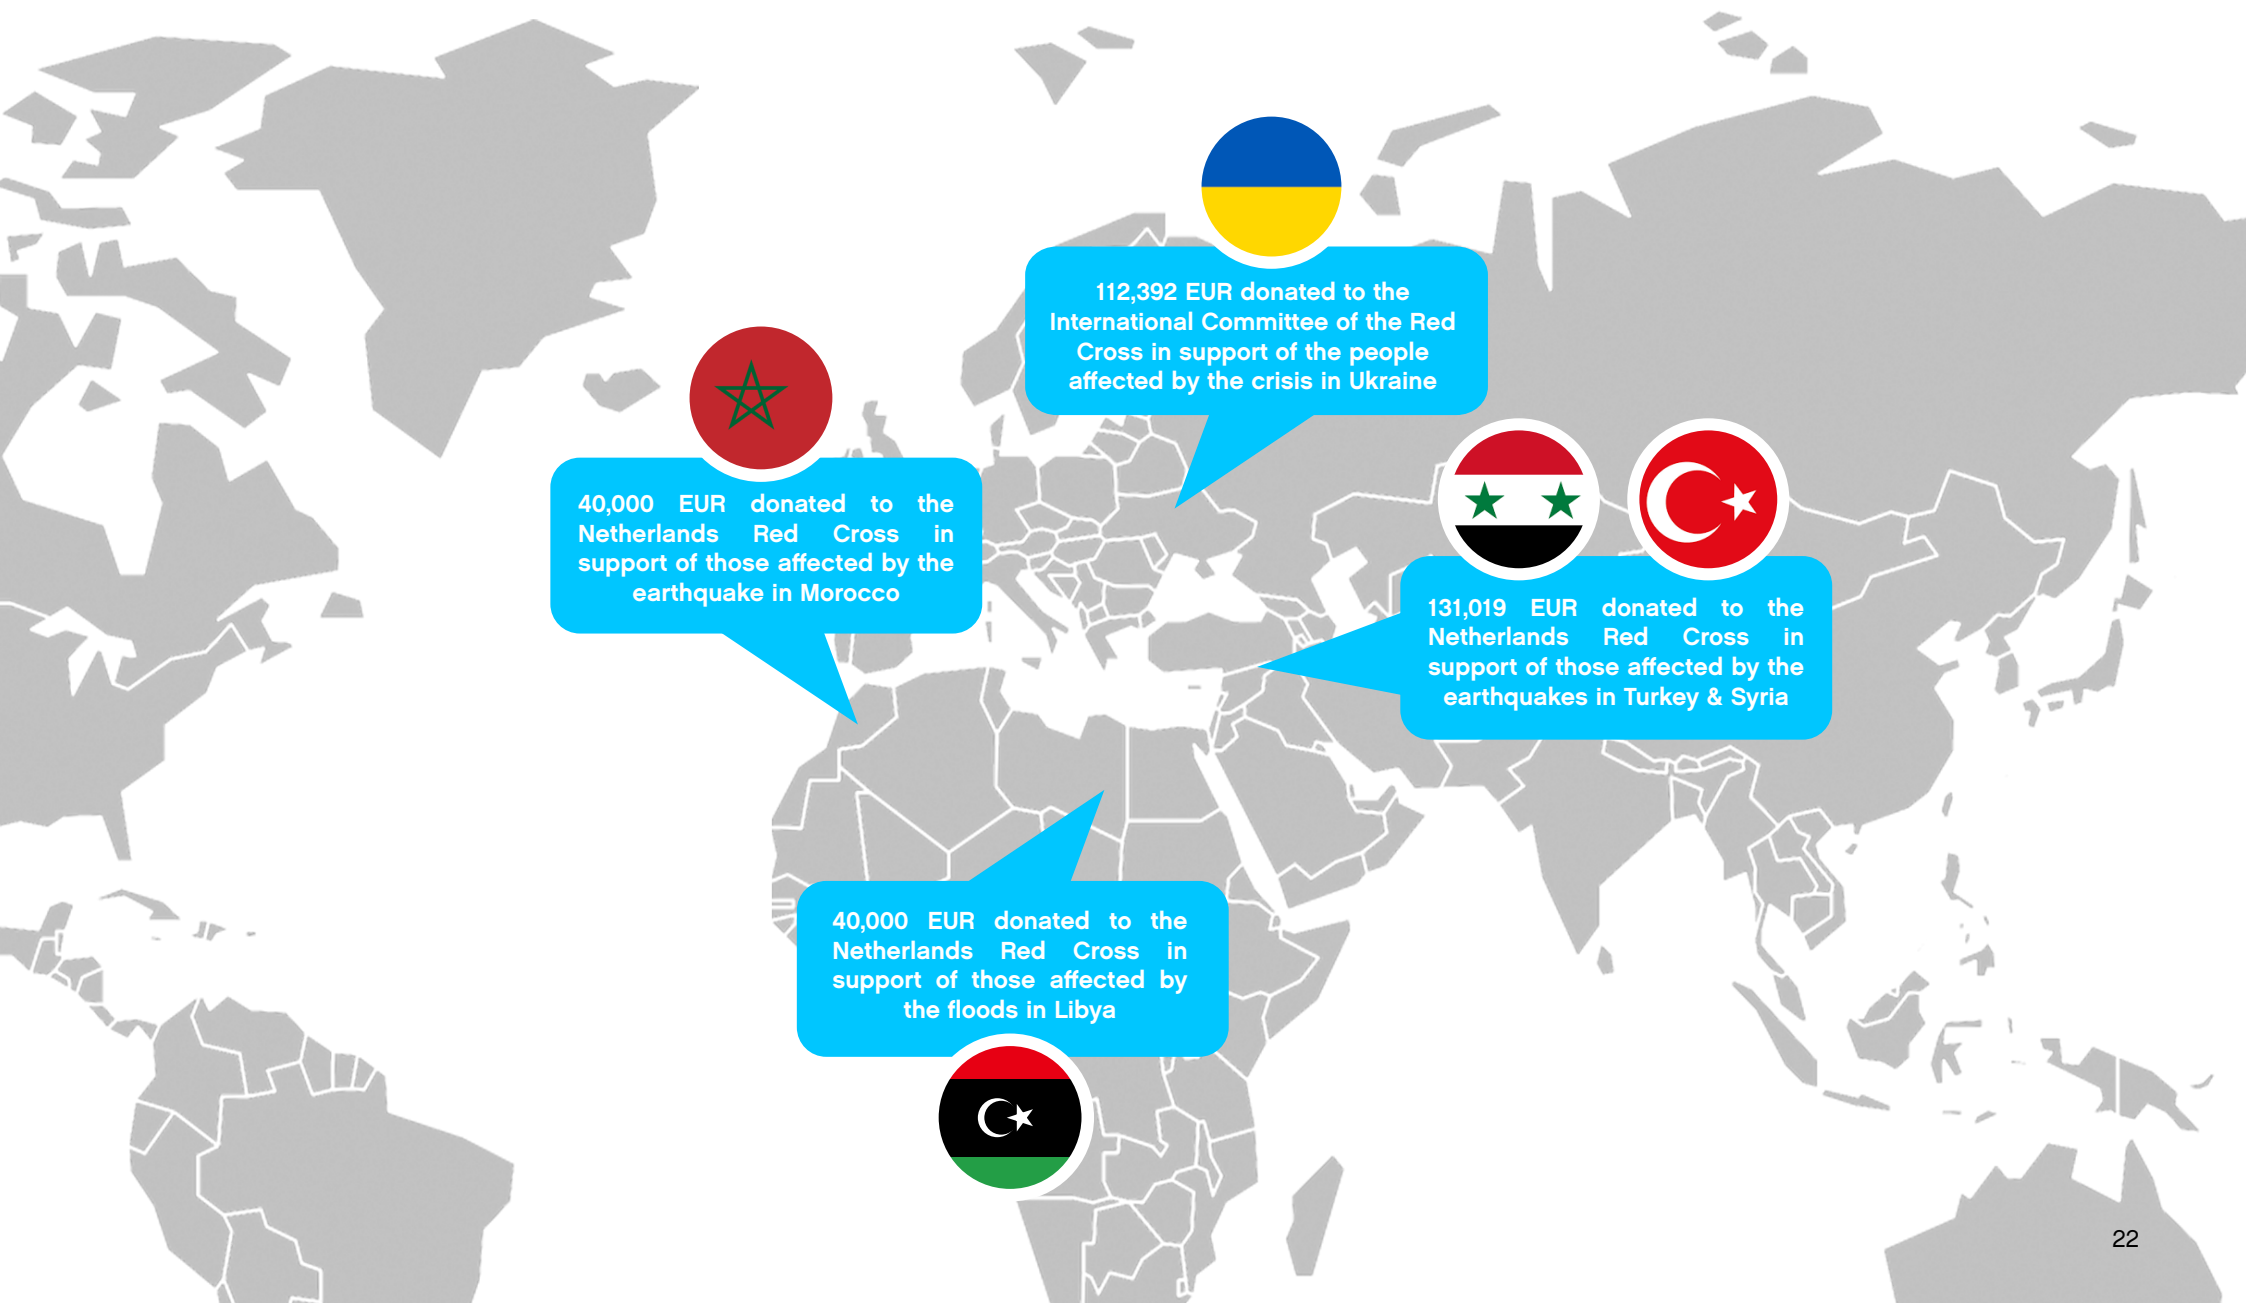 112,392 EUR donated to the
International Committee of the Red
Cross in support of the people
affected by the crisis in Ukraine
40,000 EUR donated to the
Netherlands Red Cross in
support of those affected by the
earthquake in Morocco
131,019 EUR donated to the
Netherlands Red Cross in
support of those affected by the
earthquakes in Turkey & Syria
40,000 EUR donated to the
Netherlands Red Cross in
support of those affected by
the floods in Libya
22